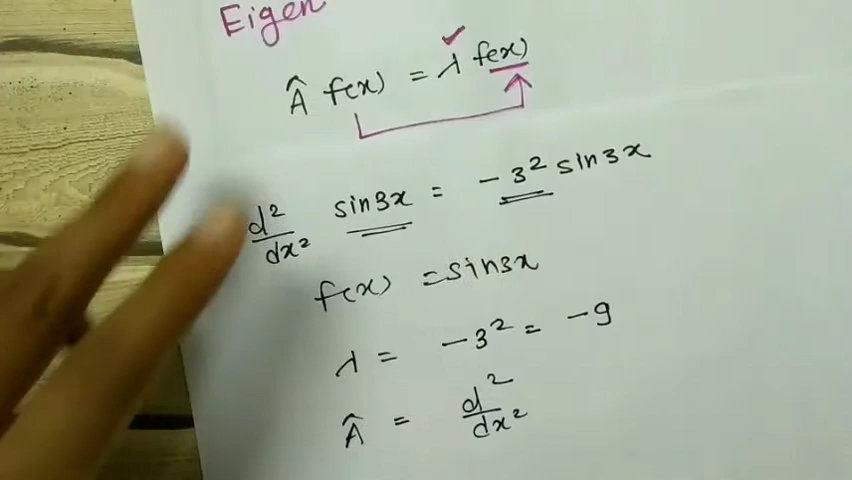 Eigen
Â f(x) = λ f(x)
d²/dx² sin3x = -3² sin3x
f(x) = sin3x
λ = -3² = -9
Â = d²/dx²